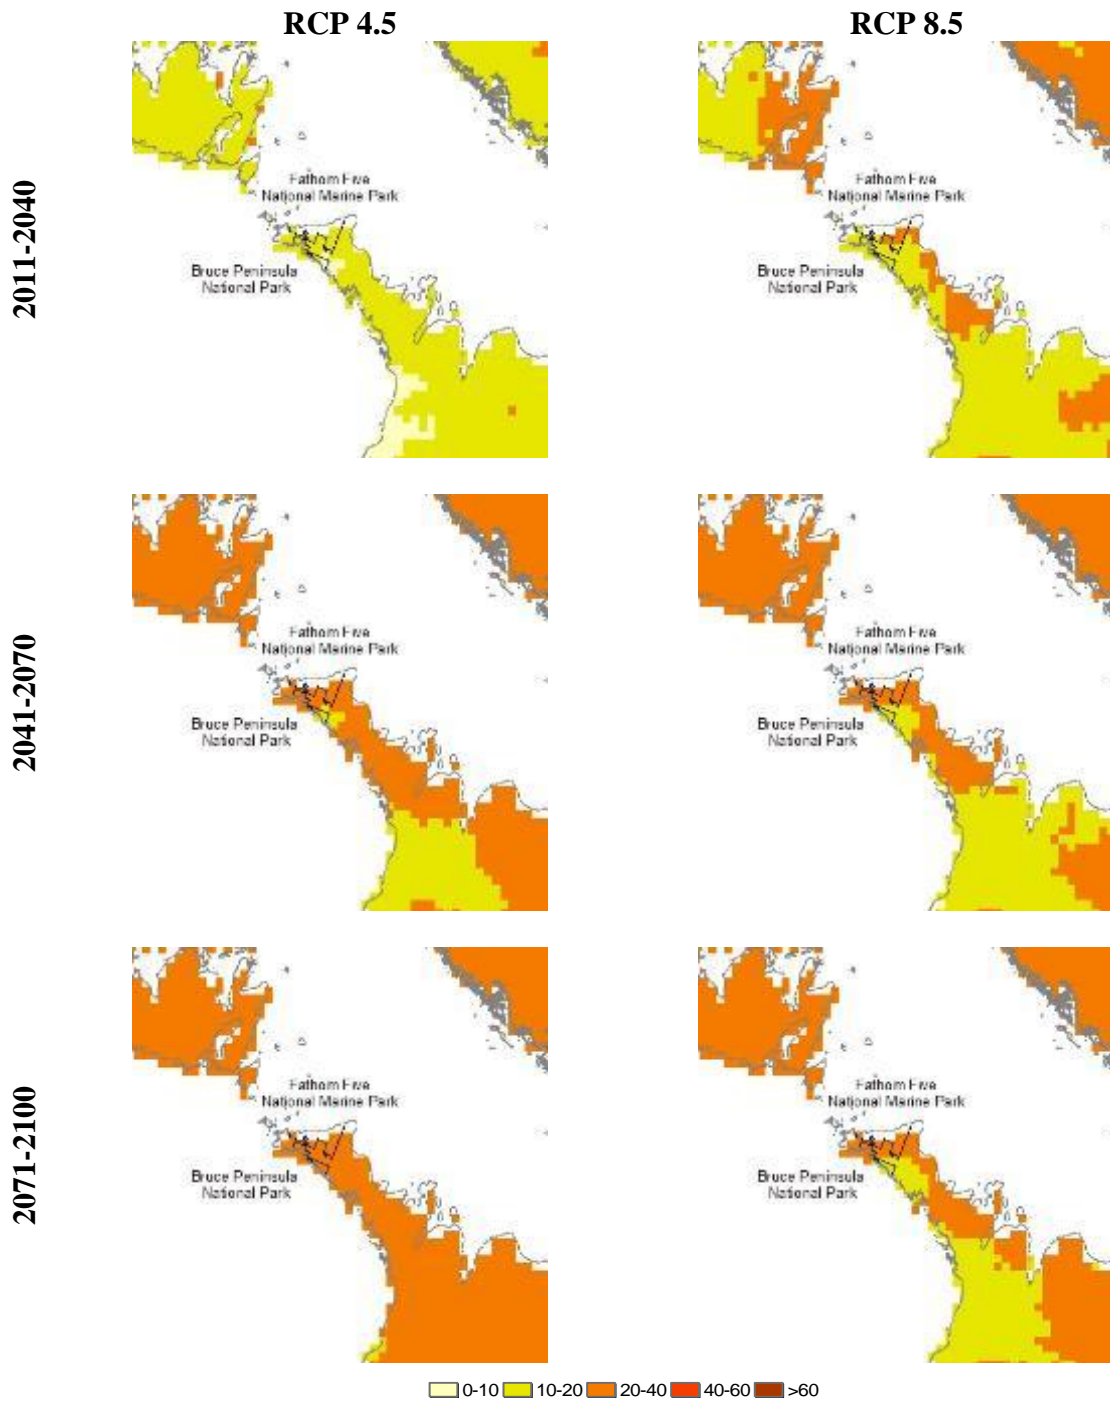 RCP 4.5
RCP 8.5
2011-2040
Fathom Five
National Marine Park
Bruce Peninsula
National Park
Fathom Five
National Marine Park
Bruce Peninsula
National Park
2041-2070
Fathom Five
National Marine Park
Bruce Peninsula
National Park
Fathom Five
National Marine Park
Bruce Peninsula
National Park
2071-2100
Fathom Five
National Marine Park
Bruce Peninsula
National Park
Fathom Five
National Marine Park
Bruce Peninsula
National Park
0-10 10-20 20-40 40-60 >60